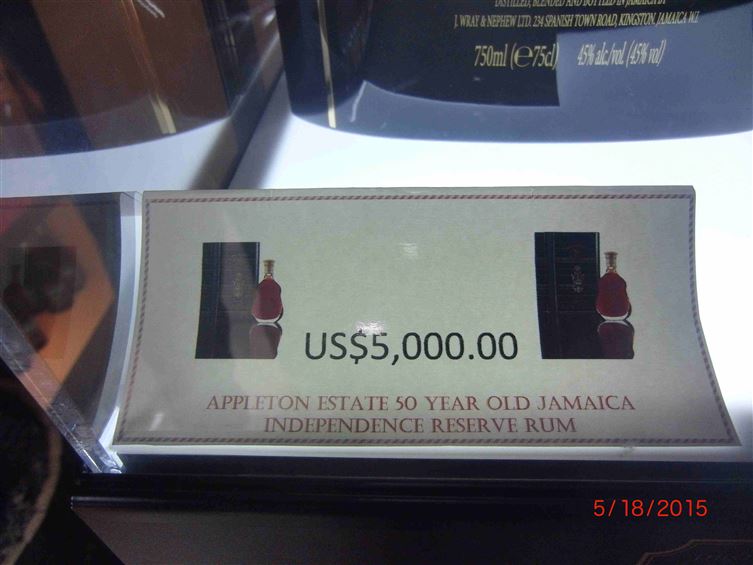 DISTILLED, BLENDED AND BOTTLED IN JAMAICA BY
J. WRAY & NEPHEW LTD. 234 SPANISH TOWN ROAD, KINGSTON, JAMAICA W.I.
750ml (℮75cl) 45% alc/vol (45% vol)
US$5,000.00
APPLETON ESTATE 50 YEAR OLD JAMAICA
INDEPENDENCE RESERVE RUM
5/18/2015